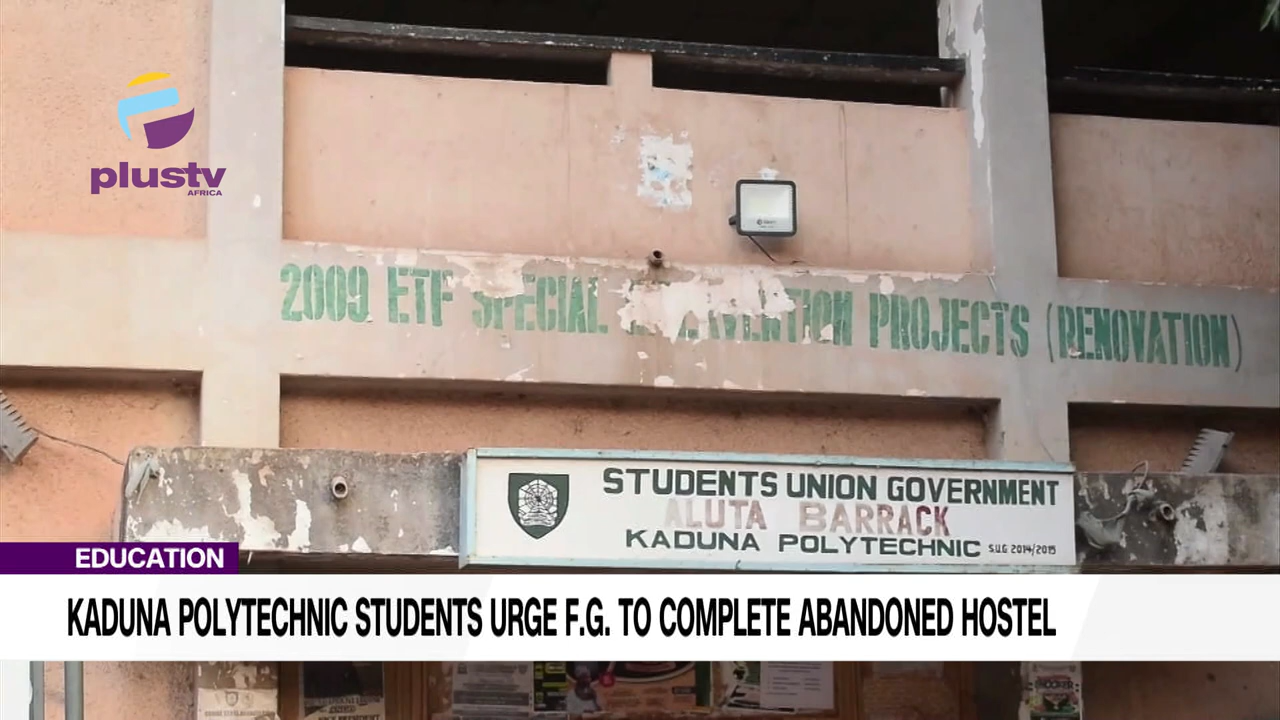 plustv
AFRICA
2009 ETF SPECIAL PROJECTS (RENOVATION)
STUDENTS UNION GOVERNMENT
ALUTA BARRACK
KADUNA POLYTECHNIC S.U.G 2014/2015
EDUCATION
KADUNA POLYTECHNIC STUDENTS URGE F.G. TO COMPLETE ABANDONED HOSTEL